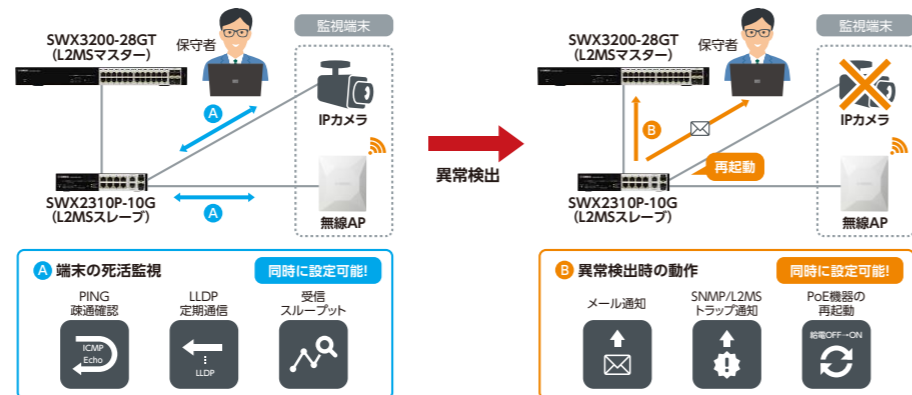 SWX3200-28GT
（L2MSマスター）
保守者
監視端末
A
IPカメラ
A
SWX2310P-10G
（L2MSスレーブ）
無線AP
A 端末の死活監視
同時に設定可能!
PING
疎通確認
ICMP
Echo
LLDP
定期通信
LLDP
受信
スループット
異常検出
SWX3200-28GT
（L2MSマスター）
保守者
監視端末
B
IPカメラ
再起動
SWX2310P-10G
（L2MSスレーブ）
無線AP
B 異常検出時の動作
同時に設定可能!
メール通知
SNMP/L2MS
トラップ通知
PoE機器の
再起動
給電OFF→ON